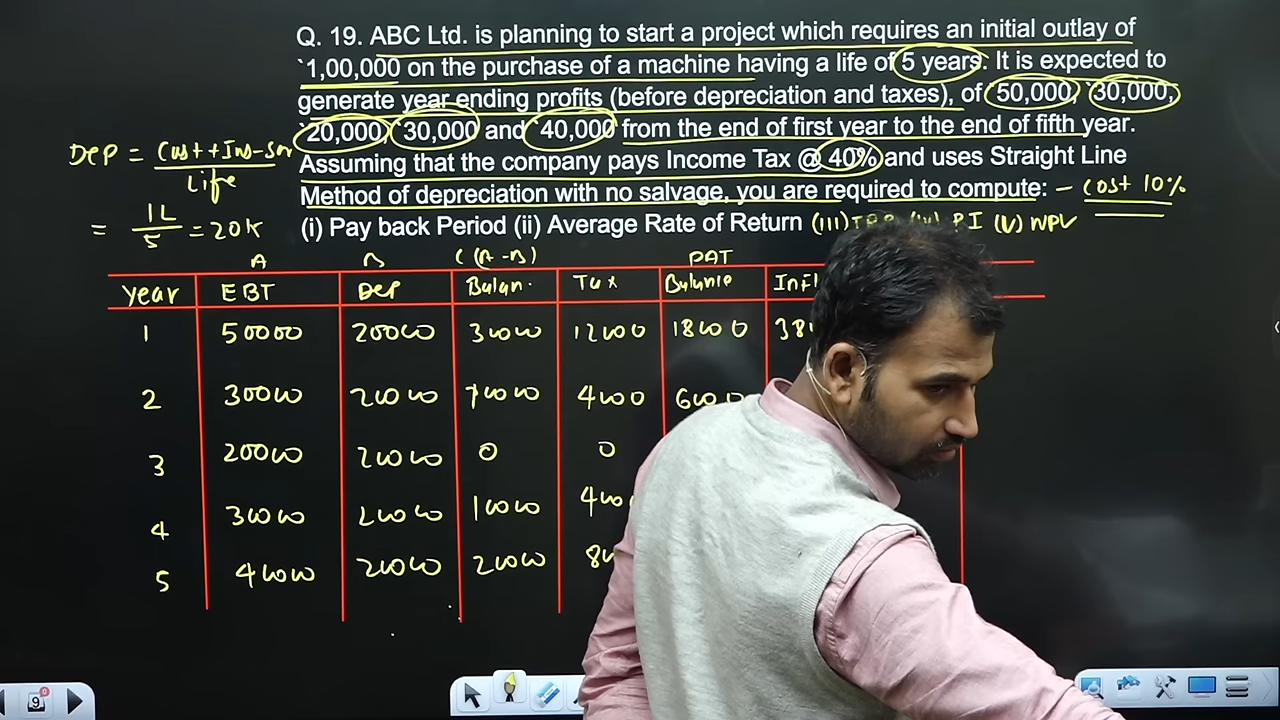 Q. 19. ABC Ltd. is planning to start a project which requires an initial outlay of
`1,00,000 on the purchase of a machine having a life of 5 years. It is expected to
generate year ending profits (before depreciation and taxes), of `50,000, `30,000,
`20,000, `30,000 and `40,000 from the end of first year to the end of fifth year.
Assuming that the company pays Income Tax @ 40% and uses Straight Line
Method of depreciation with no salvage, you are required to compute: - Cost 10%
(i) Pay back Period (ii) Average Rate of Return (iii) PI (v) NPV
Dep = Cost + Ins -
Life
= 1L = 20K
5
A B C (A-B) PAT
Year EBT Dep Balan. Tax Balance Infl
1 50000 20000 30000 12000 18000 38
2 30000 20000 10000 4000 6000
3 20000 20000 0 0
4 30000 20000 10000 400
5 40000 20000 20000 80
9